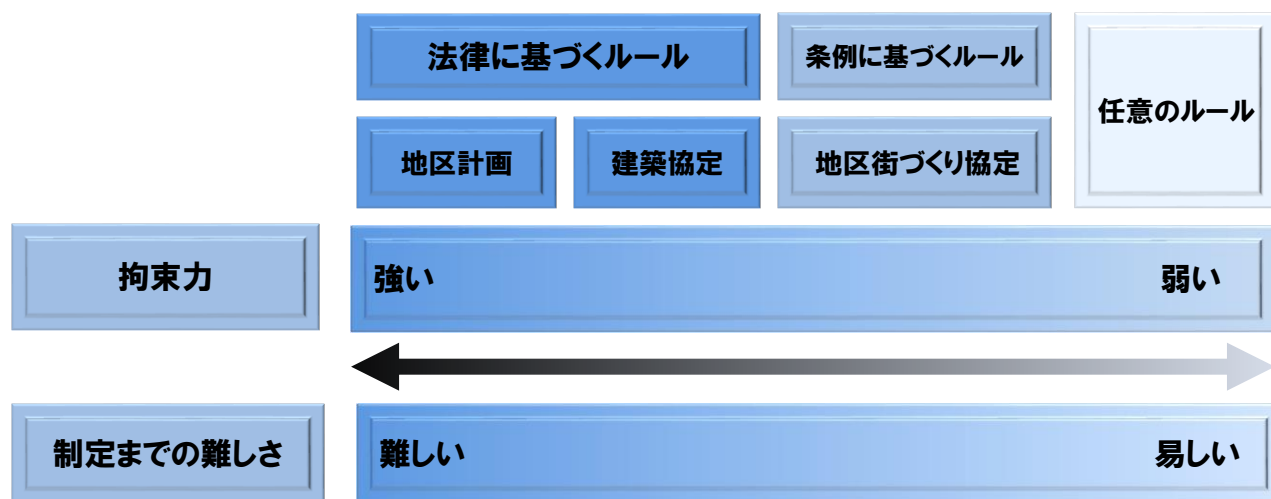 法律に基づくルール
条例に基づくルール
任意のルール
地区計画
建築協定
地区街づくり協定
拘束力
強い
弱い
制定までの難しさ
難しい
易しい